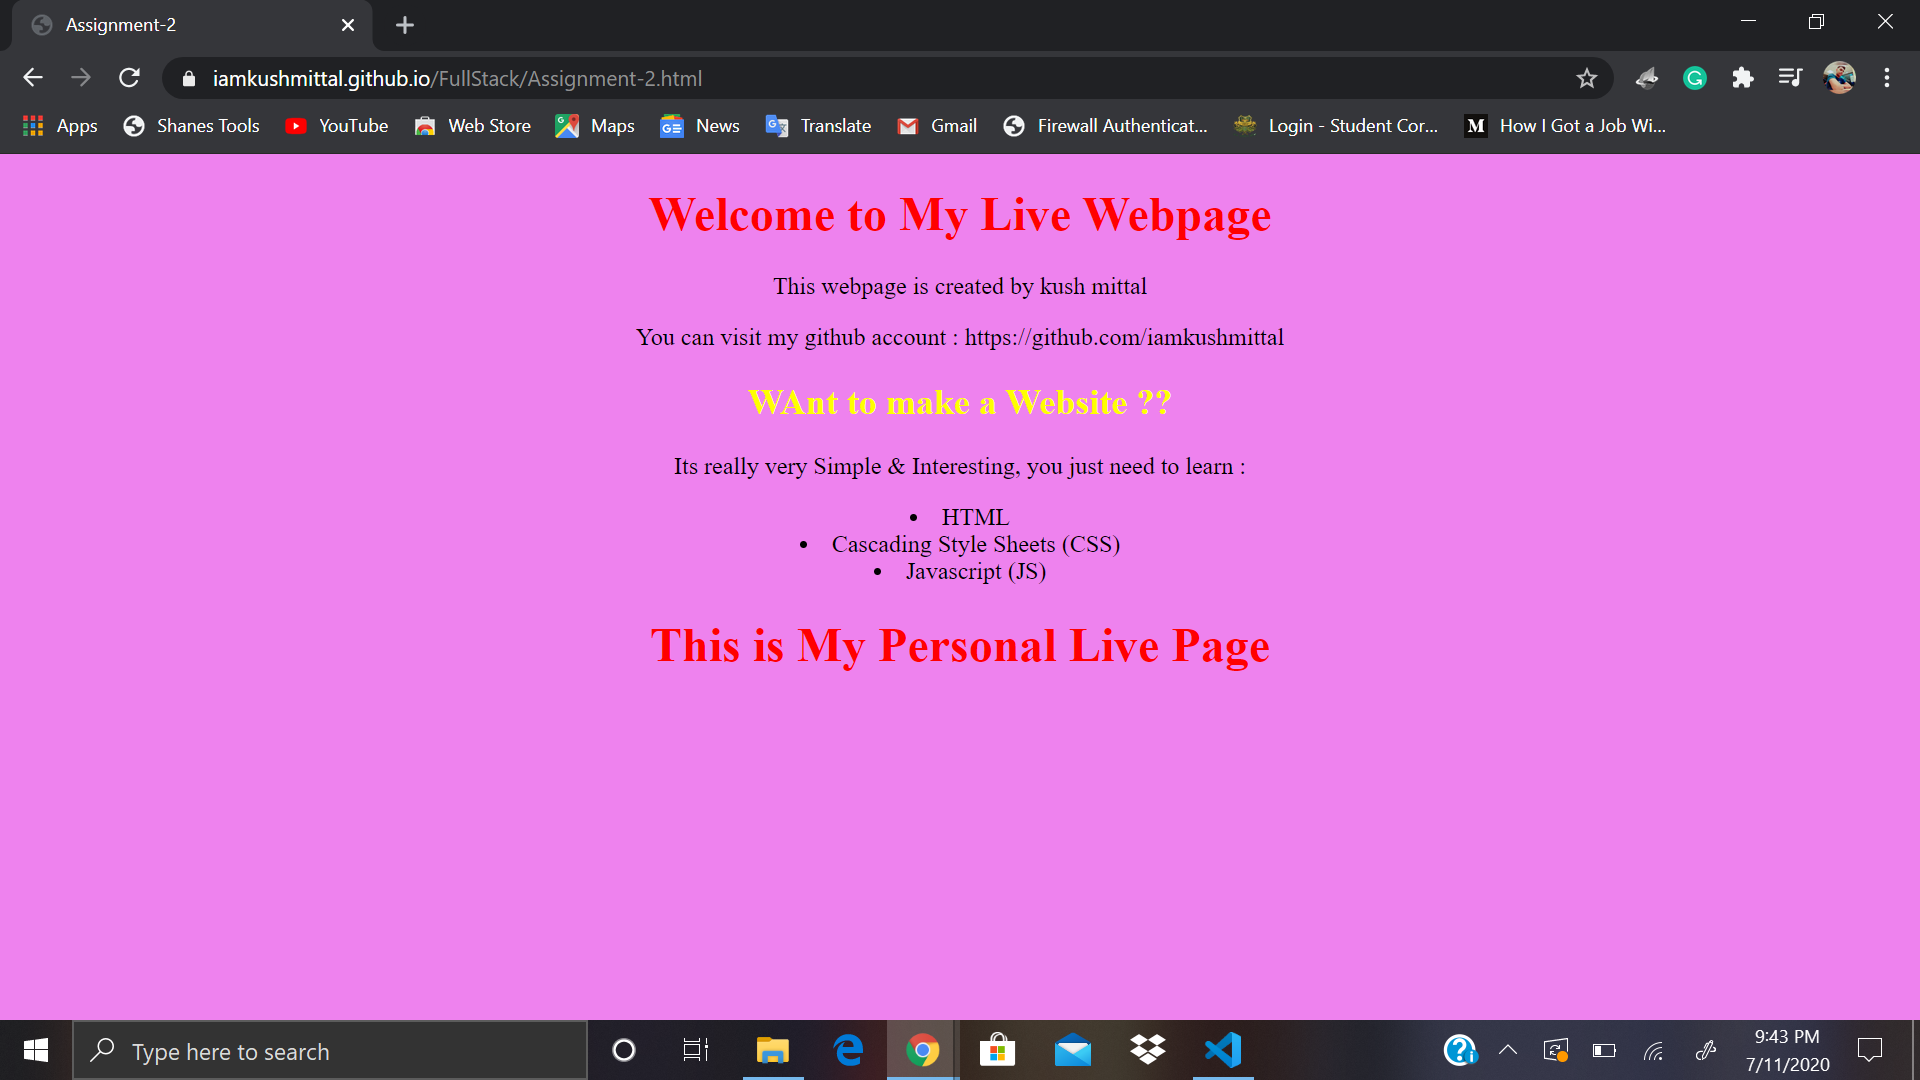 Assignment-2
iamkushmittal.github.io/FullStack/Assignment-2.html
Apps Shanes Tools YouTube Web Store Maps News Translate Gmail Firewall Authenticat... Login - Student Cor... M How I Got a Job Wi...
Welcome to My Live Webpage
This webpage is created by kush mittal
You can visit my github account : https://github.com/iamkushmittal
WAnt to make a Website ??
Its really very Simple & Interesting, you just need to learn :
• HTML
• Cascading Style Sheets (CSS)
• Javascript (JS)
This is My Personal Live Page
Type here to search
9:43 PM
7/11/2020